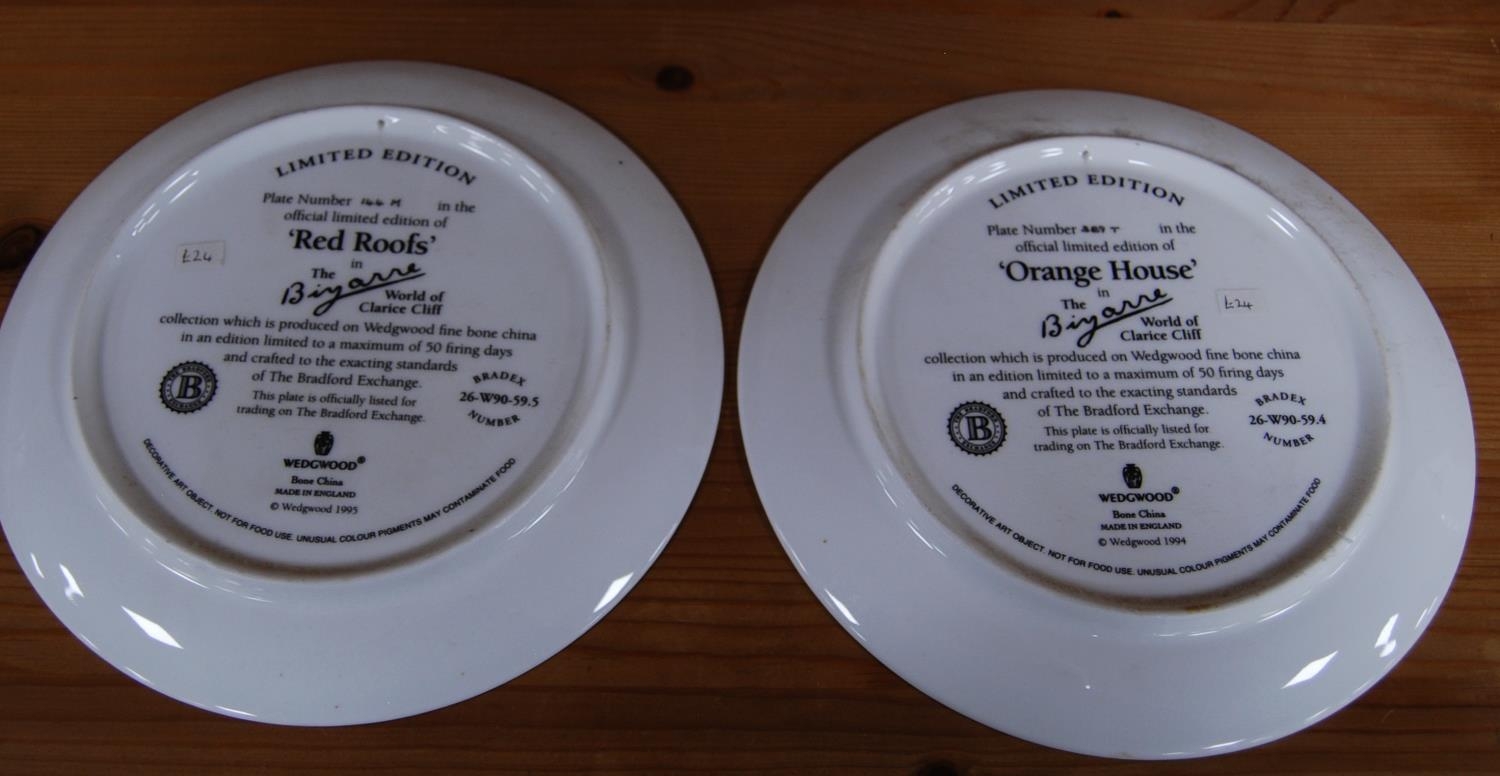 LIMITED EDITION
Plate Number 144 M in the
official limited edition of
'Red Roofs'
in
The Bizarre World of
Clarice Cliff
collection which is produced on Wedgwood fine bone china
in an edition limited to a maximum of 50 firing days
and crafted to the exacting standards
of The Bradford Exchange.
This plate is officially listed for
trading on The Bradford Exchange.
£24
THE BRADFORD
B
EXCHANGE
BRADEX
26-W90-59.5
NUMBER
WEDGWOOD®
Bone China
MADE IN ENGLAND
© Wedgwood 1995
DECORATIVE ART OBJECT. NOT FOR FOOD USE. UNUSUAL COLOUR PIGMENTS MAY CONTAMINATE FOOD
LIMITED EDITION
Plate Number in the
official limited edition of
'Orange House'
in
The Bizarre World of
Clarice Cliff
collection which is produced on Wedgwood fine bone china
in an edition limited to a maximum of 50 firing days
and crafted to the exacting standards
of The Bradford Exchange.
This plate is officially listed for
trading on The Bradford Exchange.
£24
THE BRADFORD
B
EXCHANGE
BRADEX
26-W90-59.4
NUMBER
WEDGWOOD®
Bone China
MADE IN ENGLAND
© Wedgwood 1994
DECORATIVE ART OBJECT. NOT FOR FOOD USE. UNUSUAL COLOUR PIGMENTS MAY CONTAMINATE FOOD